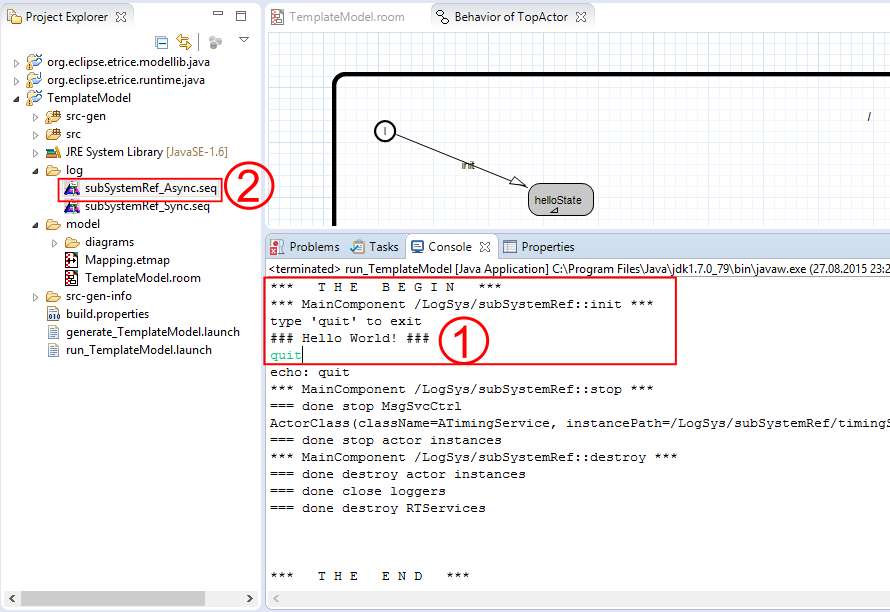 Project Explorer
org.eclipse.etrice.modellib.java
org.eclipse.etrice.runtime.java
TemplateModel
src-gen
src
JRE System Library [JavaSE-1.6]
log
subSystemRef_Async.seq
subSystemRef_Sync.seq
model
diagrams
Mapping.etmap
TemplateModel.room
src-gen-info
build.properties
generate_TemplateModel.launch
run_TemplateModel.launch
2
TemplateModel.room
Behavior of TopActor
/
I
init
helloState
Problems
Tasks
Console
Properties
<terminated> run_TemplateModel [Java Application] C:\Program Files\Java\jdk1.7.0_79\bin\javaw.exe (27.08.2015 23:2
*** T H E B E G I N ***
*** MainComponent /LogSys/subSystemRef::init ***
type 'quit' to exit
### Hello World! ###
quit
1
echo: quit
*** MainComponent /LogSys/subSystemRef::stop ***
=== done stop MsgSvcCtrl
ActorClass(className=ATimingService, instancePath=/LogSys/subSystemRef/timingS
=== done stop actor instances
*** MainComponent /LogSys/subSystemRef::destroy ***
=== done destroy actor instances
=== done close loggers
=== done destroy RTServices
*** T H E E N D ***